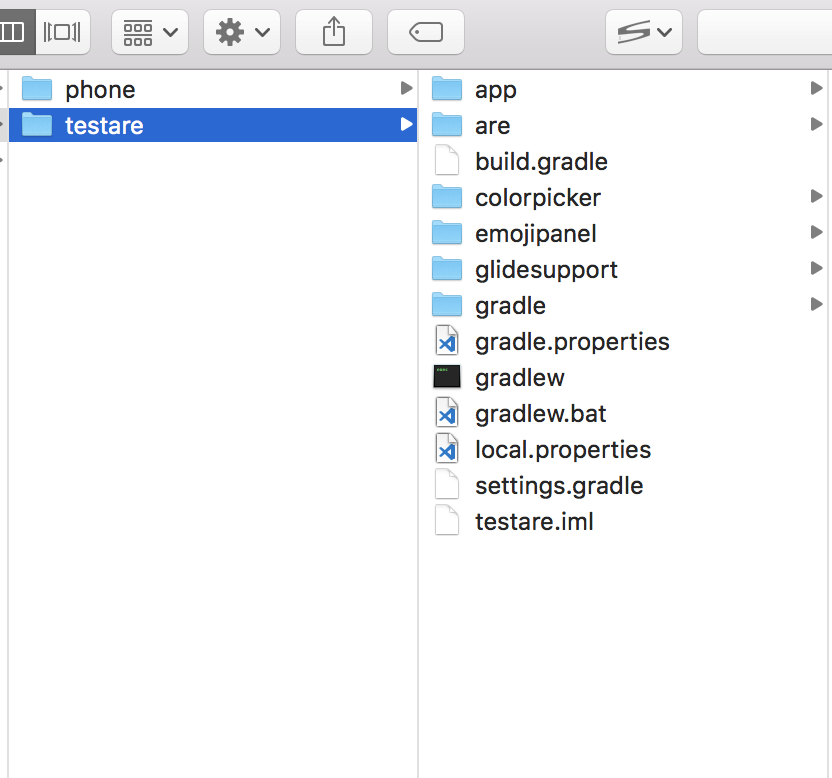 phone
testare
app
are
build.gradle
colorpicker
emojipanel
glidesupport
gradle
gradle.properties
gradlew
gradlew.bat
local.properties
settings.gradle
testare.iml